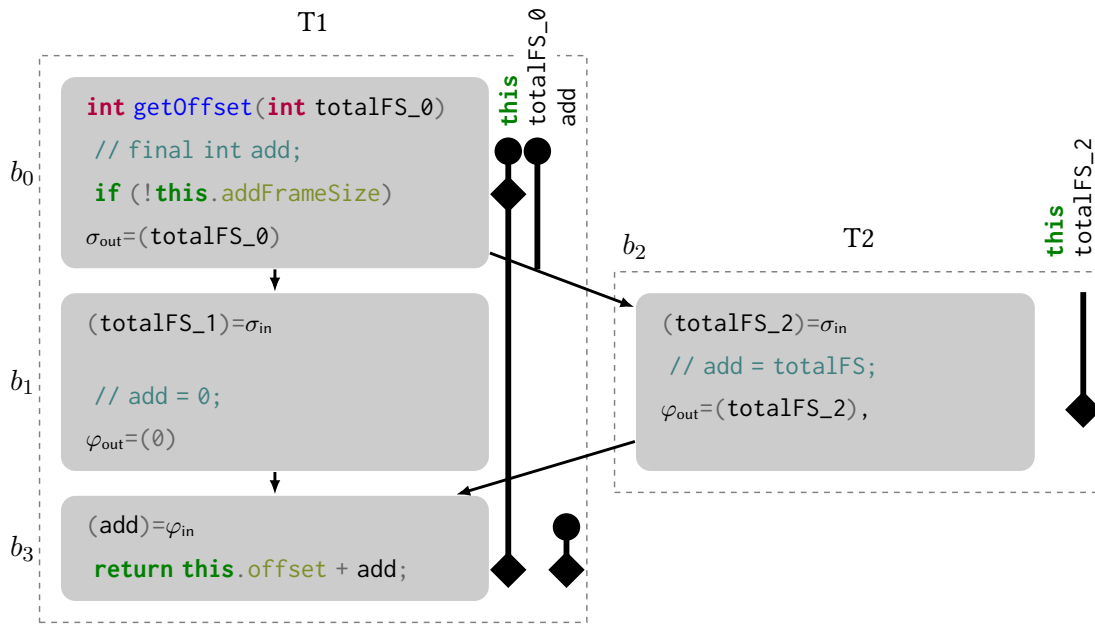 T1
this
totalFS_0
add
b0
int getOffset(int totalFS_0)
// final int add;
if (!this.addFrameSize)
σout=(totalFS_0)
b1
(totalFS_1)=σin
// add = 0;
φout=(0)
b3
(add)=φin
return this.offset + add;
b2
T2
this
totalFS_2
(totalFS_2)=σin
// add = totalFS;
φout=(totalFS_2),